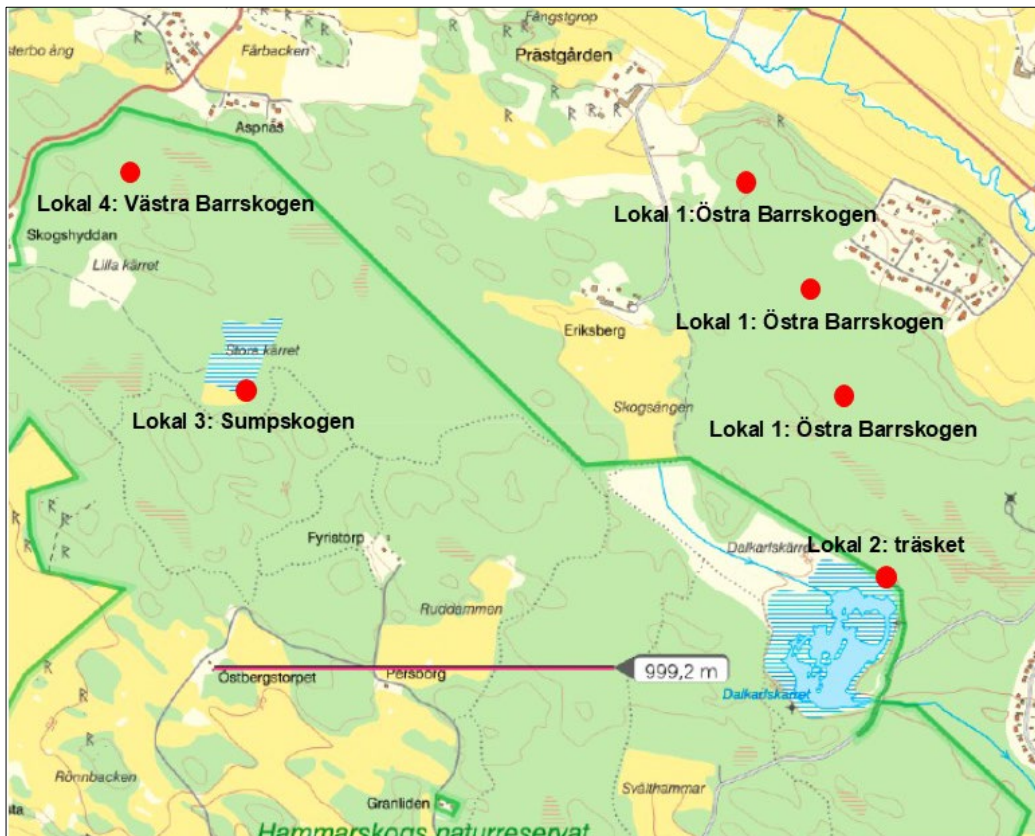 Fångstgrop
sterbo äng
Fårbacken
Prästgården
R
R
R
R
R
R
R
R
Aspnäs
Lokal 4: Västra Barrskogen
Lokal 1:Östra Barrskogen
Skogshyddan
Lilla kärret
Lokal 1: Östra Barrskogen
Eriksberg
Stora kärret
Skogsängen
Lokal 3: Sumpskogen
Lokal 1: Östra Barrskogen
R
R
R
R
Fyristorp
Dalkarlskärret
Lokal 2: träsket
Ruddammen
R
Östbergstorpet
Persborg
999,2 m
Dalkarlskärret
R
R
R
Rönnbacken
Svälthammar
Granliden
sta
Hammarskogs naturreservat